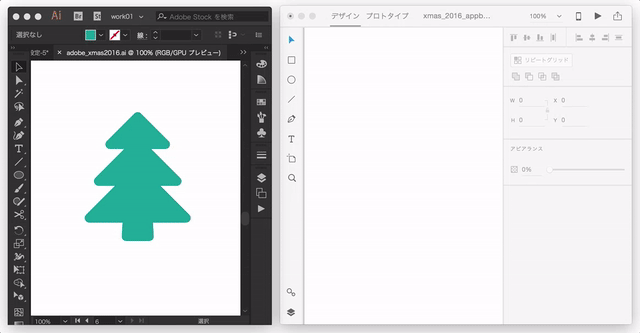 Ai Br St work01 Adobe Stock を検索
選択なし 線 :
adobe_xmas2016.ai @ 100% (RGB/GPU プレビュー)
100% 6 選択
デザイン プロトタイプ xmas_2016_appb... 100%
リピートグリッド
W 0 X 0
H 0 Y 0
アピアランス
0%
T
T